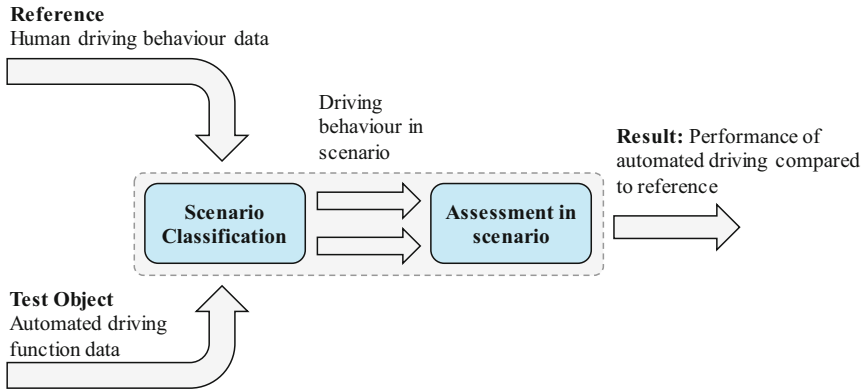 Reference
Human driving behaviour data
Driving
behaviour in
scenario
Result: Performance of
automated driving compared
to reference
Scenario
Classification
Assessment in
scenario
Test Object
Automated driving
function data